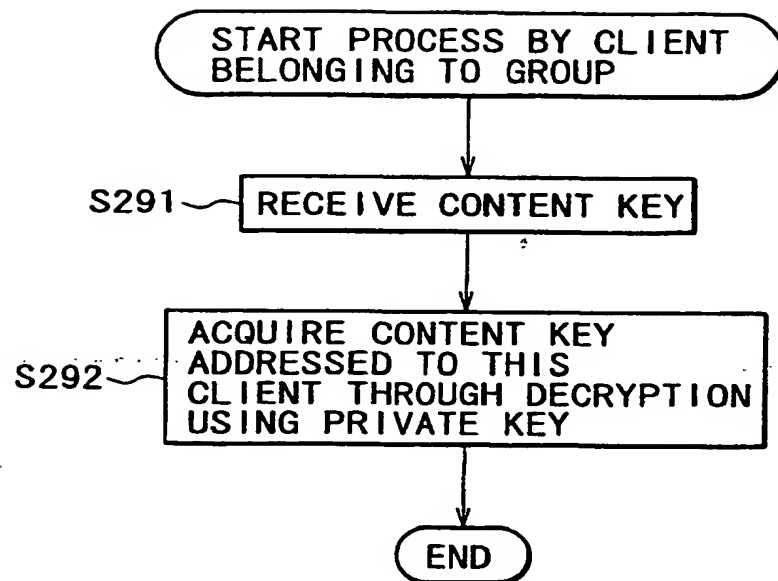 START PROCESS BY CLIENT
BELONGING TO GROUP
S291
RECEIVE CONTENT KEY
S292
ACQUIRE CONTENT KEY
ADDRESSED TO THIS
CLIENT THROUGH DECRYPTION
USING PRIVATE KEY
END